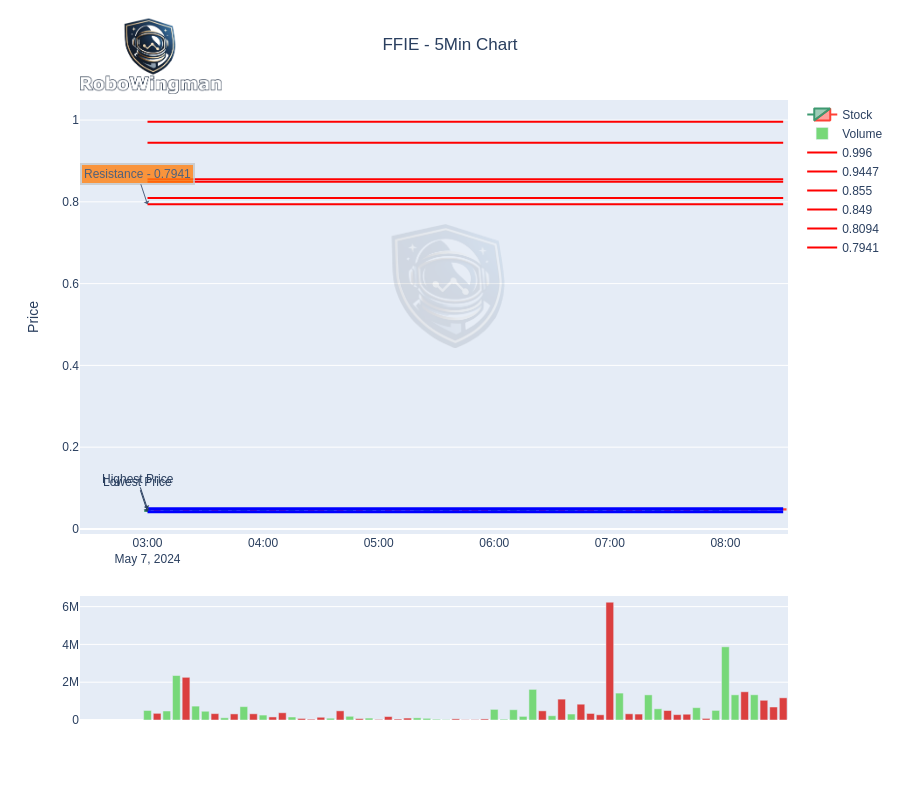 RoboWingman
FFIE - 5Min Chart
Stock
Volume
0.996
0.9447
0.855
0.849
0.8094
0.7941
Price
1
0.8
0.6
0.4
0.2
0
Resistance - 0.7941
Highest Price
Lowest Price
03:00 04:00 05:00 06:00 07:00 08:00
May 7, 2024
6M
4M
2M
0